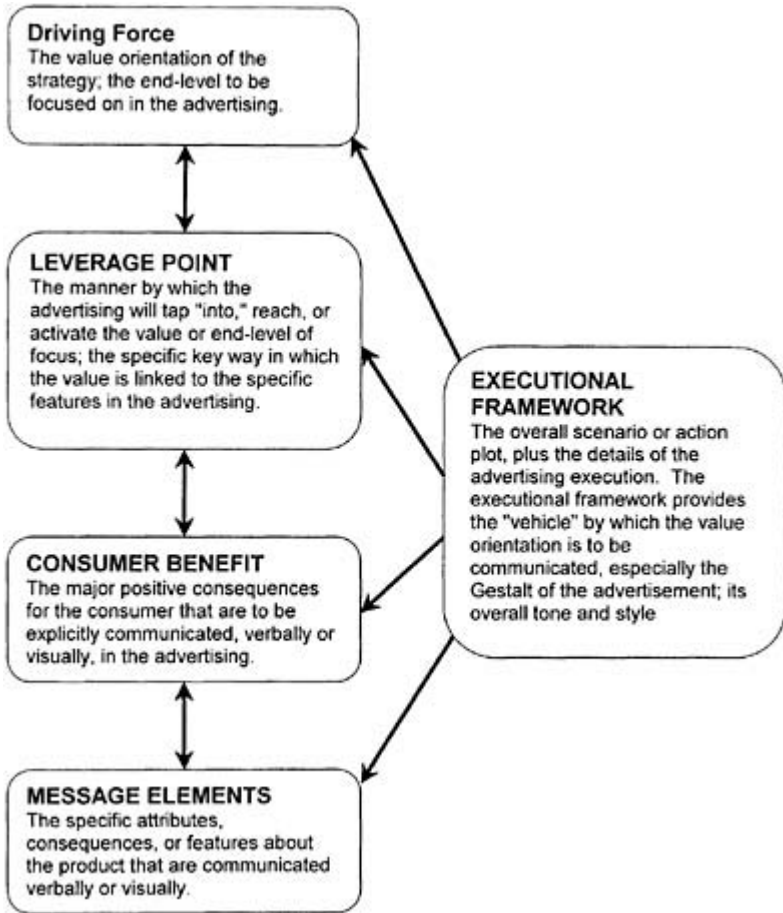 Driving Force
The value orientation of the
strategy; the end-level to be
focused on in the advertising.
LEVERAGE POINT
The manner by which the
advertising will tap "into," reach, or
activate the value or end-level of
focus; the specific key way in which
the value is linked to the specific
features in the advertising.
CONSUMER BENEFIT
The major positive consequences
for the consumer that are to be
explicitly communicated, verbally or
visually, in the advertising.
MESSAGE ELEMENTS
The specific attributes,
consequences, or features about
the product that are communicated
verbally or visually.
EXECUTIONAL
FRAMEWORK
The overall scenario or action
plot, plus the details of the
advertising execution. The
executional framework provides
the "vehicle" by which the value
orientation is to be
communicated, especially the
Gestalt of the advertisement; its
overall tone and style